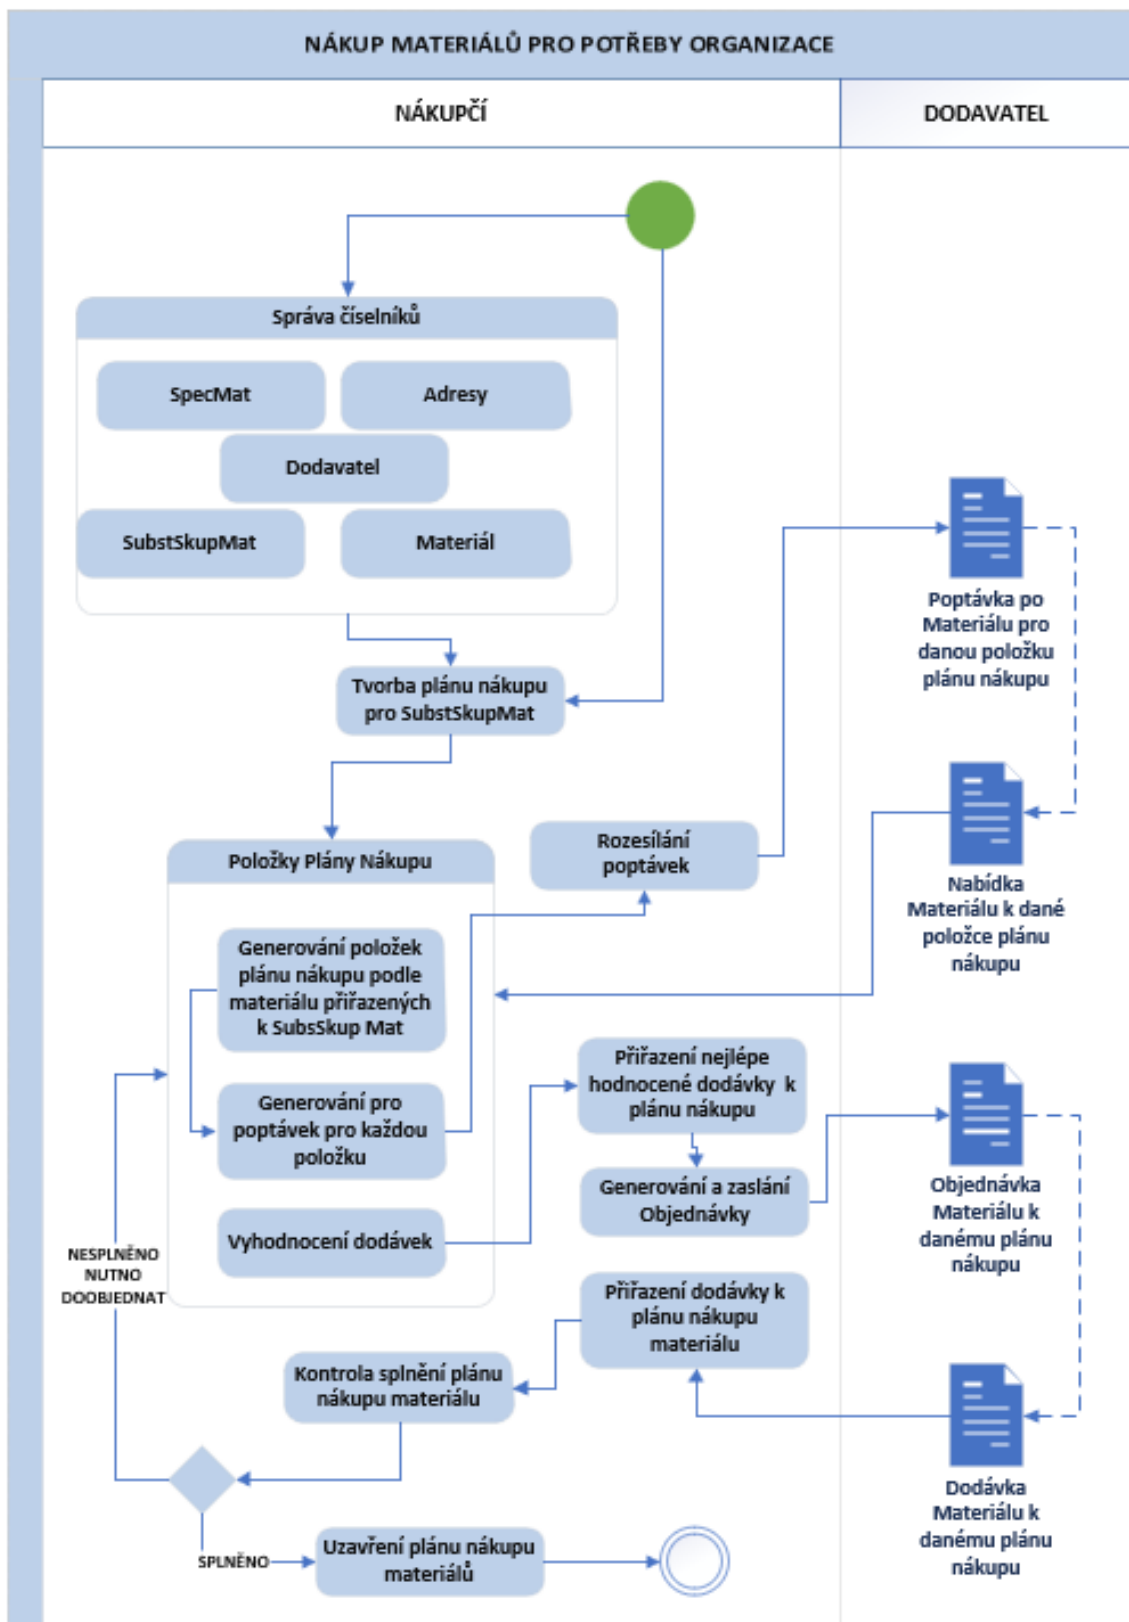 NÁKUP MATERIÁLŮ PRO POTŘEBY ORGANIZACE
NÁKUPČÍ
DODAVATEL
Správa číselníků
SpecMat
Adresy
Dodavatel
SubstSkupMat
Materiál
Tvorba plánu nákupu
pro SubstSkupMat
Poptávka po
Materiálu pro
danou položku
plánu nákupu
Položky Plány Nákupu
Rozesílání
poptávek
Nabídka
Materiálu k dané
položce plánu
nákupu
Generování položek
plánu nákupu podle
materiálu přiřazených
k SubsSkup Mat
Generování pro
poptávek pro každou
položku
Vyhodnocení dodávek
Přiřazení nejlépe
hodnocené dodávky k
plánu nákupu
Generování a zaslání
Objednávky
Objednávka
Materiálu k
danému plánu
nákupu
NESPLNĚNO
NUTNO
DOOBJEDNAT
Přiřazení dodávky k
plánu nákupu
materiálu
Kontrola splnění plánu
nákupu materiálu
Dodávka
Materiálu k
danému plánu
nákupu
SPLNĚNO
Uzavření plánu nákupu
materiálů